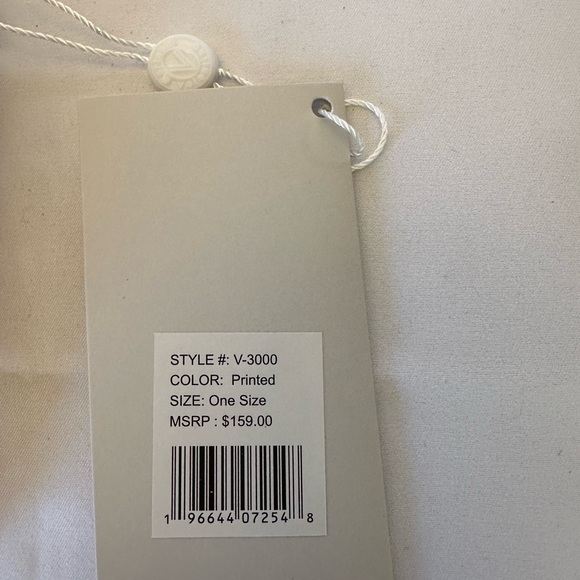 STYLE #: V-3000
COLOR: Printed
SIZE: One Size
MSRP : $159.00
1 96644 07254 8